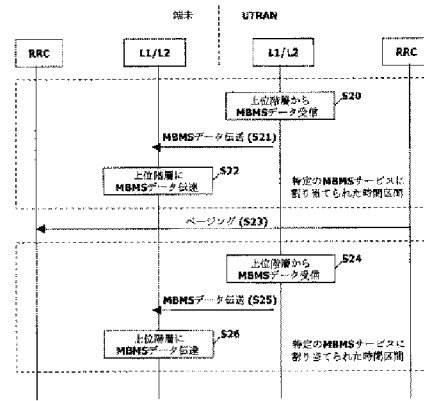 端末 UTRAN
RRC L1/L2 L1/L2 RRC
上位階層から
MBMSデータ受信
S20
MBMSデータ伝送 (S21)
上位階層に
MBMSデータ伝達
S22
特定のMBMSサービスに
割り当てられた時間区間
ページング (S23)
上位階層から
MBMSデータ受信
S24
MBMSデータ伝送 (S25)
上位階層に
MBMSデータ伝達
S26
特定のMBMSサービスに
割り当てられた時間区間